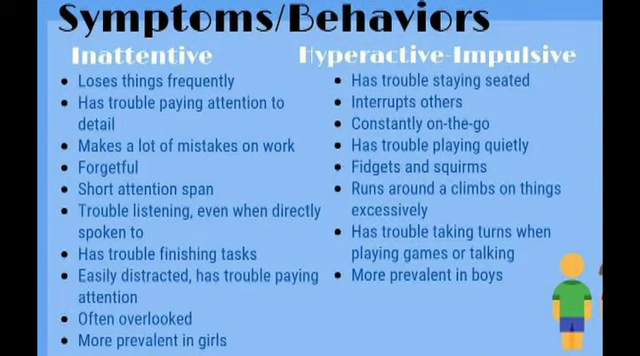 Symptoms/Behaviors
Inattentive
Loses things frequently
Has trouble paying attention to
detail
Makes a lot of mistakes on work
Forgetful
Short attention span
Trouble listening, even when directly
spoken to
Has trouble finishing tasks
Easily distracted, has trouble paying
attention
Often overlooked
More prevalent in girls
Hyperactive-Impulsive
Has trouble staying seated
Interrupts others
Constantly on-the-go
Has trouble playing quietly
Fidgets and squirms
Runs around a climbs on things
excessively
Has trouble taking turns when
playing games or talking
More prevalent in boys